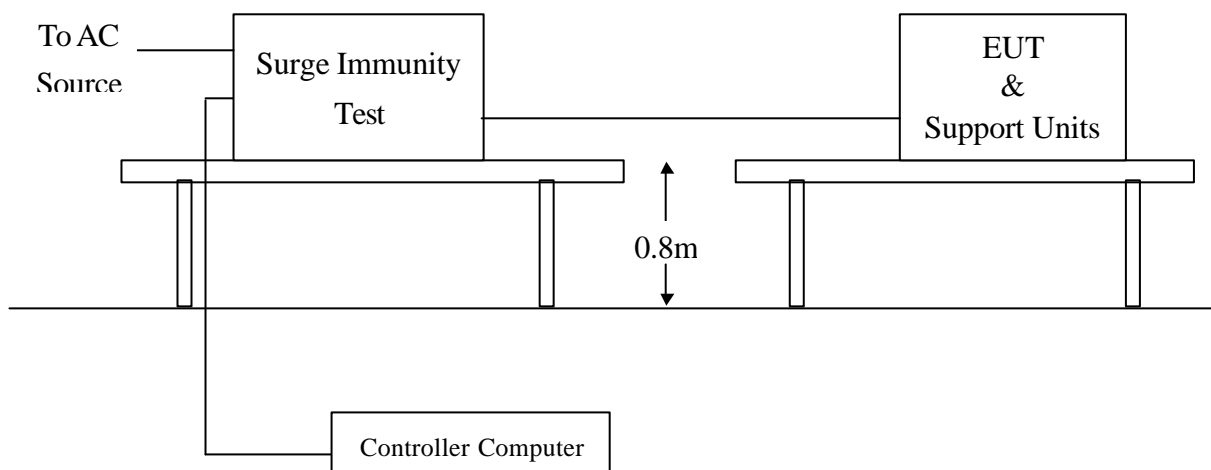 To AC
Source
Surge Immunity
Test
EUT
&
Support Units
0.8m
Controller Computer